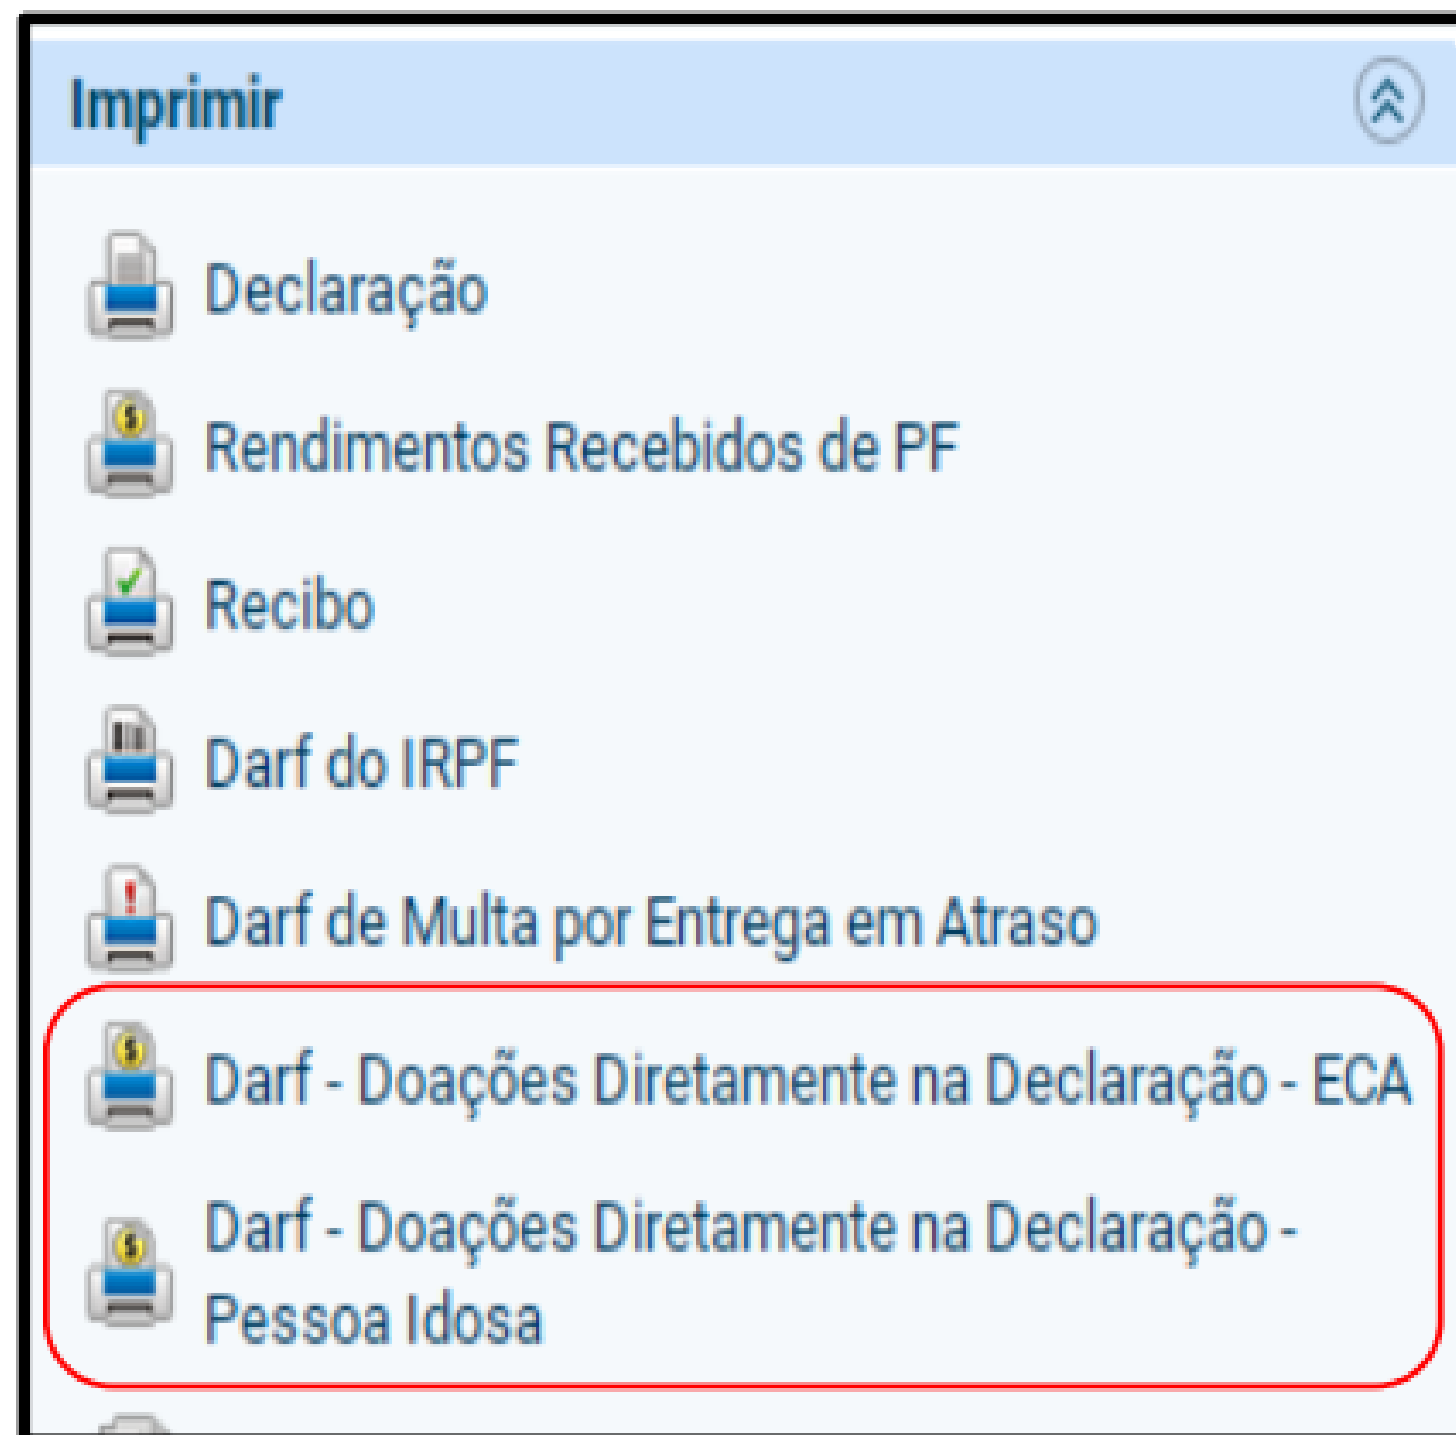 Imprimir
Declaração
Rendimentos Recebidos de PF
Recibo
Darf do IRPF
Darf de Multa por Entrega em Atraso
Darf - Doações Diretamente na Declaração - ECA
Darf - Doações Diretamente na Declaração -
Pessoa Idosa